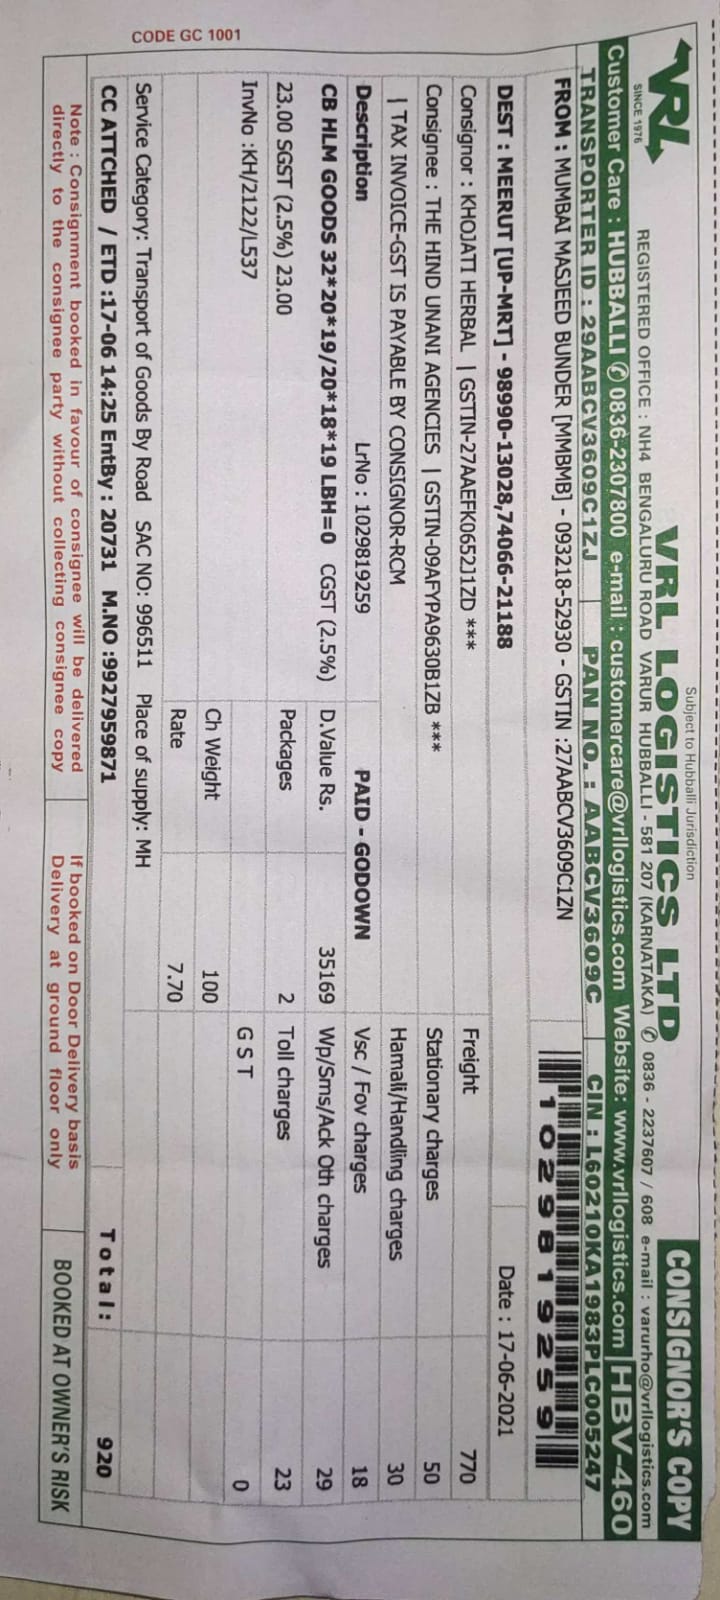 Subject to Hubballi Jurisdiction
VRL
SINCE 1976
VRL LOGISTICS LTD
CONSIGNOR'S COPY
REGISTERED OFFICE : NH4 BENGALURU ROAD VARUR HUBBALLI - 581 207 (KARNATAKA) ✆ 0836 - 2237607 / 608 e-mail : varurho@vrllogistics.com
Customer Care : HUBBALLI ✆ 0836-2307800 e-mail : customercare@vrllogistics.com Website: www.vrllogistics.com HBV-460
TRANSPORTER ID : 29AABCV3609C1ZJ PAN NO. : AABCV3609C CIN : L60210KA1983PLC005247
FROM : MUMBAI MASJEED BUNDER [MMBMB] - 093218-52930 - GSTIN :27AABCV3609C1ZN
1029819259
DEST : MEERUT [UP-MRT] - 98990-13028,74066-21188
Date : 17-06-2021
Consignor : KHOJATI HERBAL | GSTIN-27AAEFK0652J1ZD ***
Freight 770
Consignee : THE HIND UNANI AGENCIES | GSTIN-09AFYPA9630B1ZB ***
Stationary charges 50
| TAX INVOICE-GST IS PAYABLE BY CONSIGNOR-RCM
Hamali/Handling charges 30
Description LrNo : 1029819259 PAID - GODOWN
Vsc / Fov charges 18
CB HLM GOODS 32*20*19/20*18*19 LBH=0 CGST (2.5%)
D.Value Rs. 35169
Wp/Sms/Ack Oth charges 29
23.00 SGST (2.5%) 23.00
Packages 2
Toll charges 23
InvNo :KH/2122/L537
G S T 0
Ch Weight 100
Rate 7.70
Service Category: Transport of Goods By Road SAC NO: 996511 Place of supply: MH
CC ATTCHED / ETD :17-06 14:25 EntBy : 20731 M.NO :9927959871
Total: 920
Note : Consignment booked in favour of consignee will be delivered
directly to the consignee party without collecting consignee copy
If booked on Door Delivery basis
Delivery at ground floor only
BOOKED AT OWNER'S RISK
CODE GC 1001